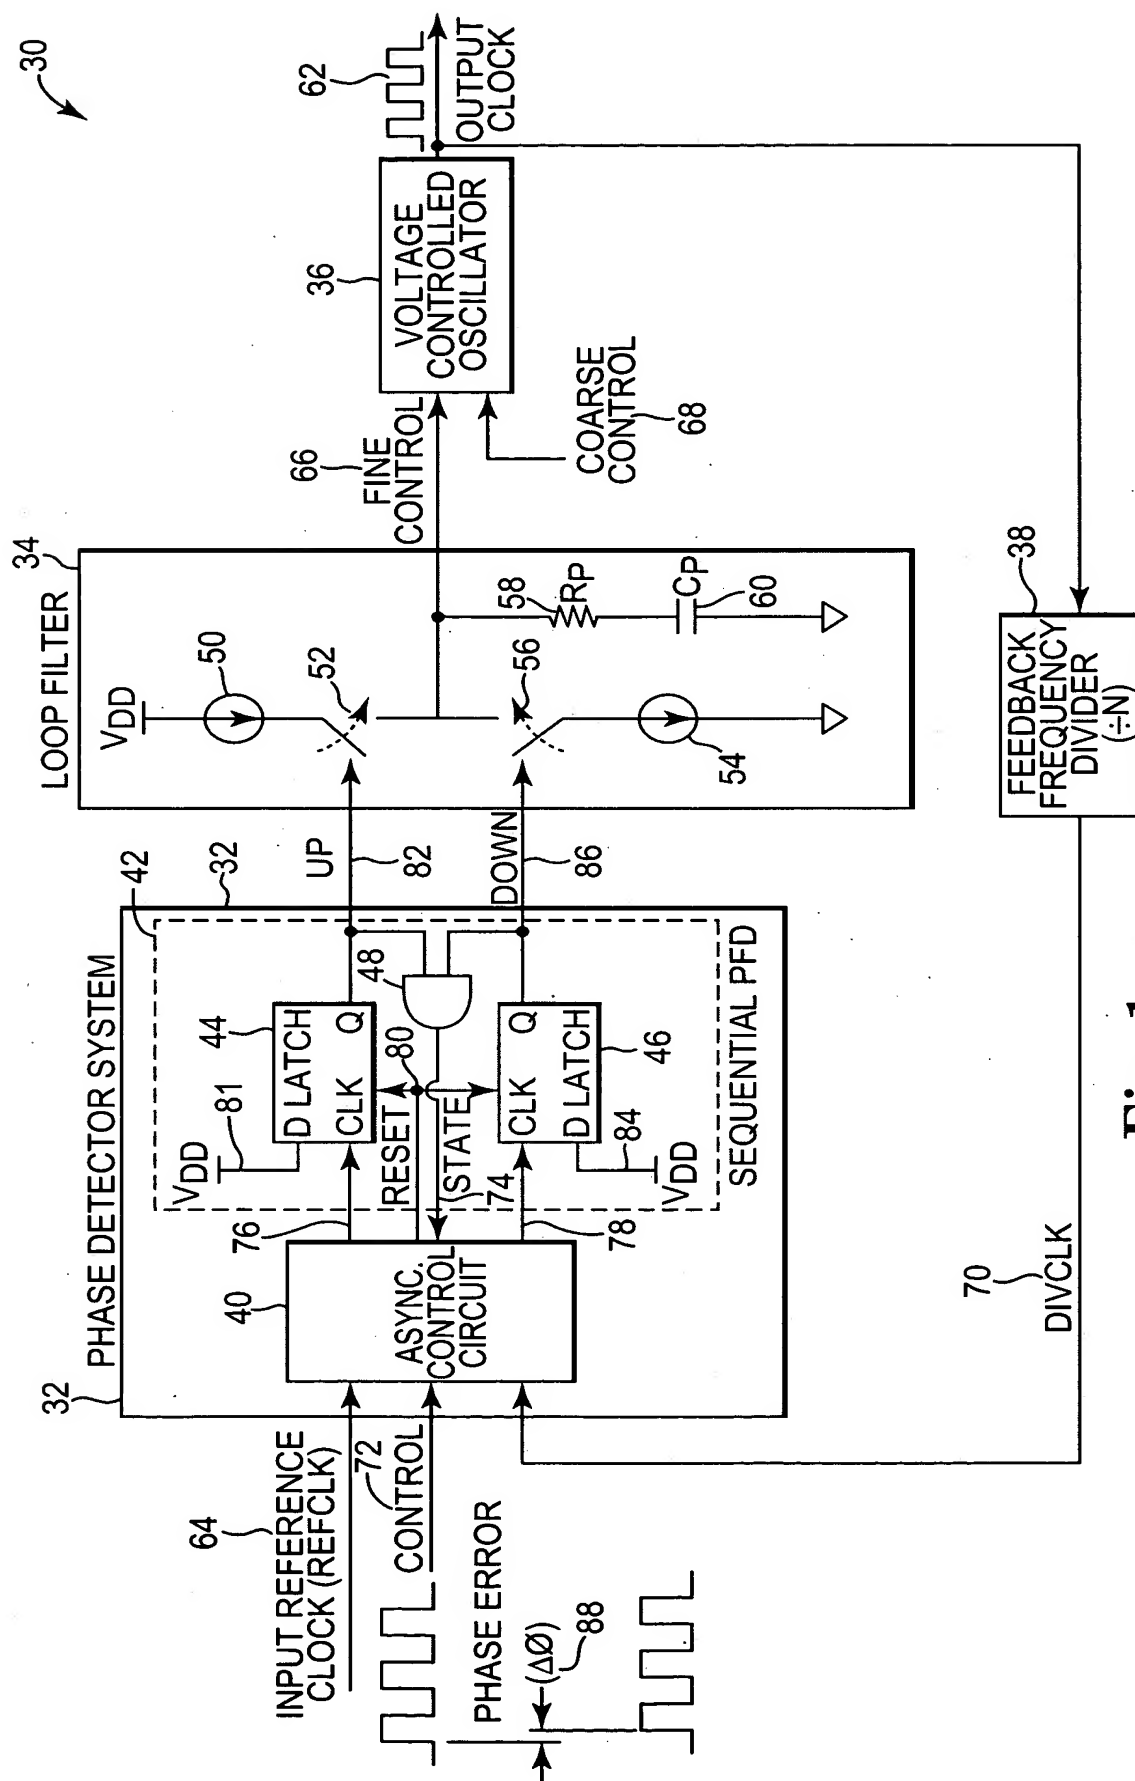 30
PHASE DETECTOR SYSTEM
32
42
32
LOOP FILTER
34
VDD
50
52
56
54
58
RP
CP
60
UP
82
DOWN
86
66
FINE
CONTROL
36
VOLTAGE
CONTROLLED
OSCILLATOR
COARSE
CONTROL
68
62
OUTPUT
CLOCK
VDD
81
44
D LATCH
CLK
Q
48
RESET
80
STATE
74
76
78
40
ASYNC.
CONTROL
CIRCUIT
CLK
Q
D LATCH
46
84
VDD
SEQUENTIAL PFD
64
INPUT REFERENCE
CLOCK (REFCLK)
72
CONTROL
PHASE ERROR
(ΔØ)
88
70
DIVCLK
38
FEEDBACK
FREQUENCY
DIVIDER
(÷N)